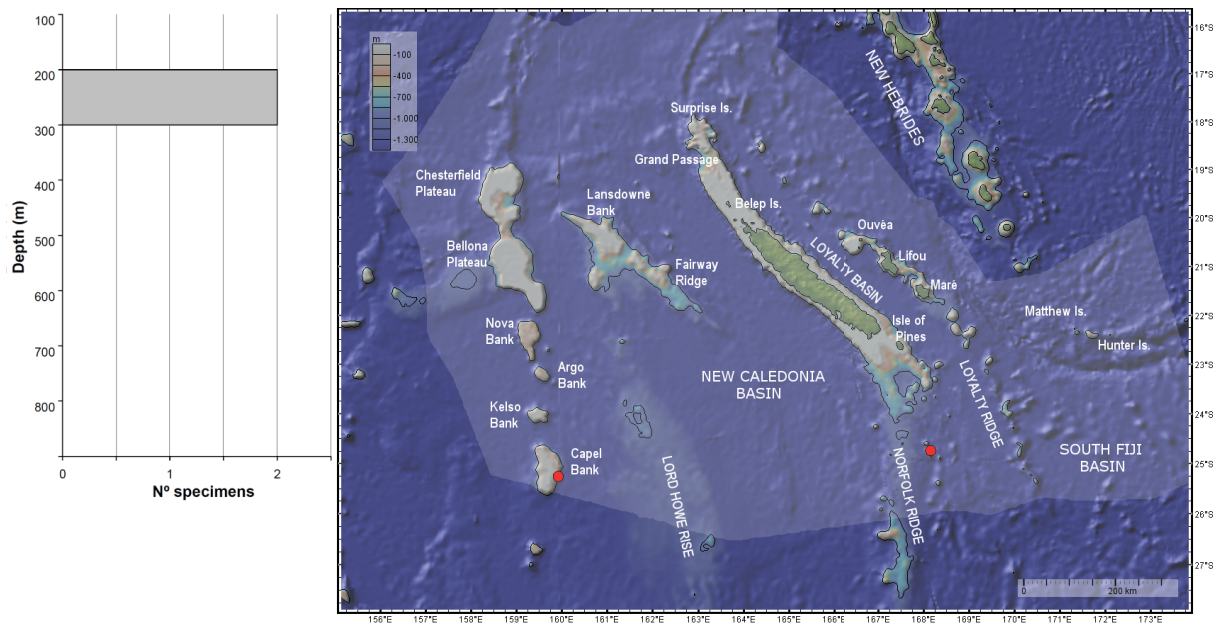 100
200
300
400
500
600
700
800
Depth (m)
0
1
2
Nº specimens
m
-100
-400
-700
-1.000
-1.300
Surprise Is.
Grand Passage
Chesterfield
Plateau
Lansdowne
Bank
Belep Is.
Bellona
Plateau
Fairway
Ridge
Ouvéa
Lifou
Maré
LOYALTY BASIN
NEW HEBRIDES
Matthew Is.
Hunter Is.
Isle of
Pines
Nova
Bank
Argo
Bank
Kelso
Bank
Capel
Bank
NEW CALEDONIA
BASIN
LOYALTY RIDGE
SOUTH FIJI
BASIN
NORFOLK RIDGE
LORD HOWE RISE
0
200 km
16°S
17°S
18°S
19°S
20°S
21°S
22°S
23°S
24°S
25°S
26°S
27°S
156°E
157°E
158°E
159°E
160°E
161°E
162°E
163°E
164°E
165°E
166°E
167°E
168°E
169°E
170°E
171°E
172°E
173°E